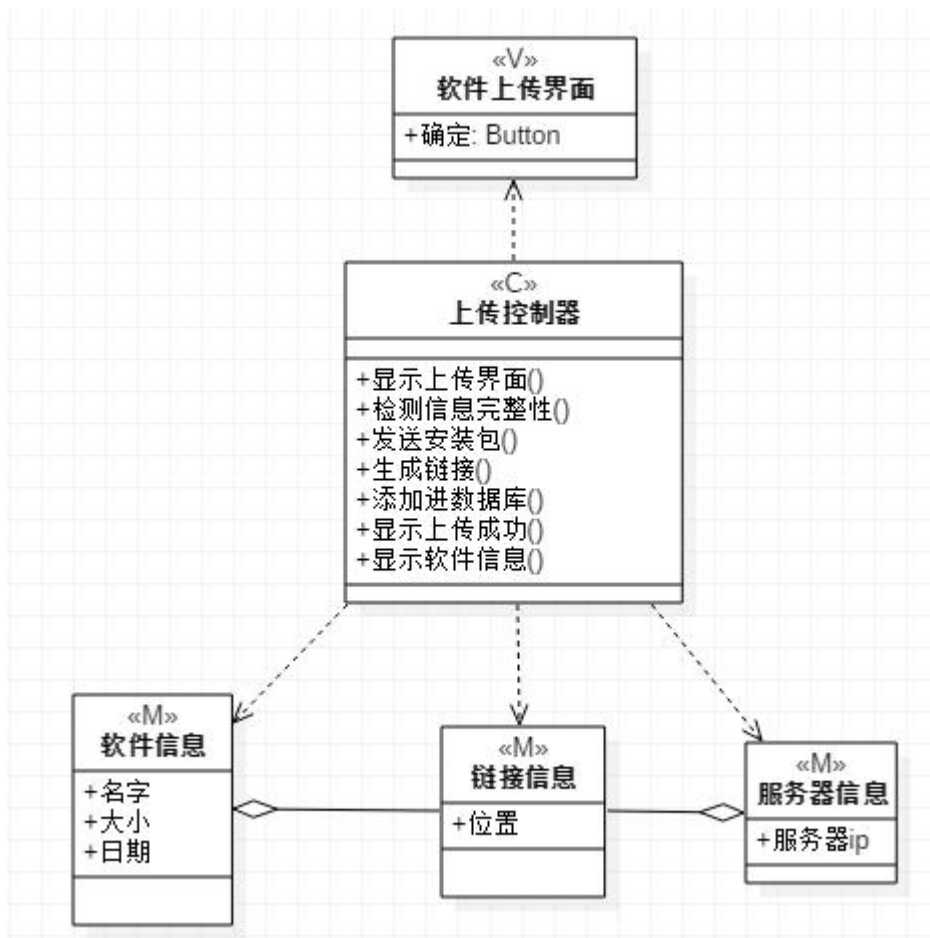 «V»
软件上传界面
+确定: Button
«C»
上传控制器
+显示上传界面()
+检测信息完整性()
+发送安装包()
+生成链接()
+添加进数据库()
+显示上传成功()
+显示软件信息()
«M»
软件信息
+名字
+大小
+日期
«M»
链接信息
+位置
«M»
服务器信息
+服务器ip